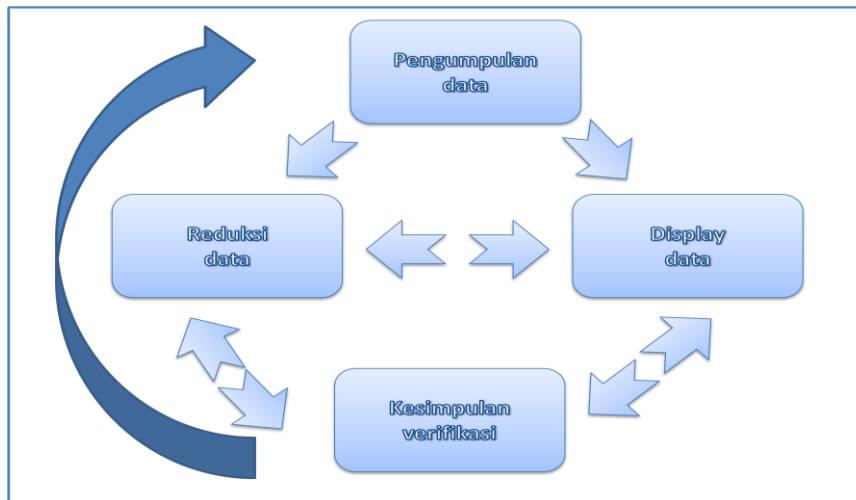 Pengumpulan
data
Reduksi
data
Display
data
Kesimpulan
verifikasi